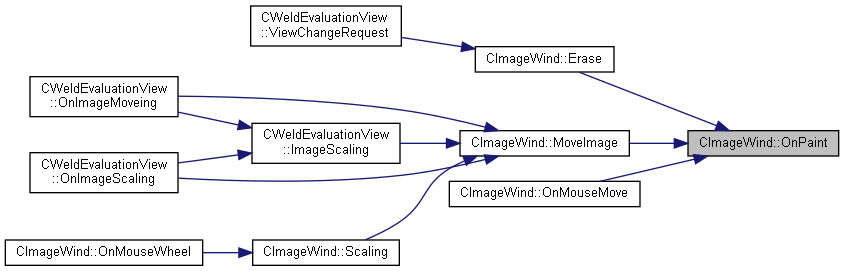 CWeldEvaluationView
::ViewChangeRequest
CImageWind::Erase
CWeldEvaluationView
::OnImageMoveing
CWeldEvaluationView
::ImageScaling
CImageWind::MoveImage
CImageWind::OnPaint
CWeldEvaluationView
::OnImageScaling
CImageWind::OnMouseMove
CImageWind::OnMouseWheel
CImageWind::Scaling